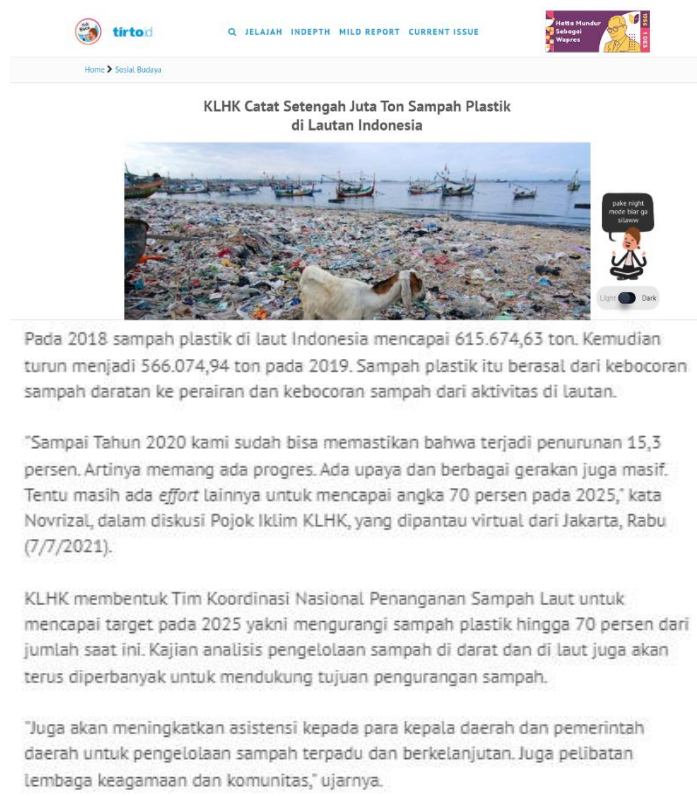 tirto.id
JELAJAH INDEPTH MILD REPORT CURRENT ISSUE
Hatta Mundur
Sebagai
Wapres
1956
1 DES
Home > Sosial Budaya
KLHK Catat Setengah Juta Ton Sampah Plastik
di Lautan Indonesia
pake night
mode biar ga
silaww
Light Dark
Pada 2018 sampah plastik di laut Indonesia mencapai 615.674,63 ton. Kemudian
turun menjadi 566.074,94 ton pada 2019. Sampah plastik itu berasal dari kebocoran
sampah daratan ke perairan dan kebocoran sampah dari aktivitas di lautan.
"Sampai Tahun 2020 kami sudah bisa memastikan bahwa terjadi penurunan 15,3
persen. Artinya memang ada progres. Ada upaya dan berbagai gerakan juga masif.
Tentu masih ada effort lainnya untuk mencapai angka 70 persen pada 2025," kata
Novrizal, dalam diskusi Pojok Iklim KLHK, yang dipantau virtual dari Jakarta, Rabu
(7/7/2021).
KLHK membentuk Tim Koordinasi Nasional Penanganan Sampah Laut untuk
mencapai target pada 2025 yakni mengurangi sampah plastik hingga 70 persen dari
jumlah saat ini. Kajian analisis pengelolaan sampah di darat dan di laut juga akan
terus diperbanyak untuk mendukung tujuan pengurangan sampah.
"Juga akan meningkatkan asistensi kepada para kepala daerah dan pemerintah
daerah untuk pengelolaan sampah terpadu dan berkelanjutan. Juga pelibatan
lembaga keagamaan dan komunitas," ujarnya.